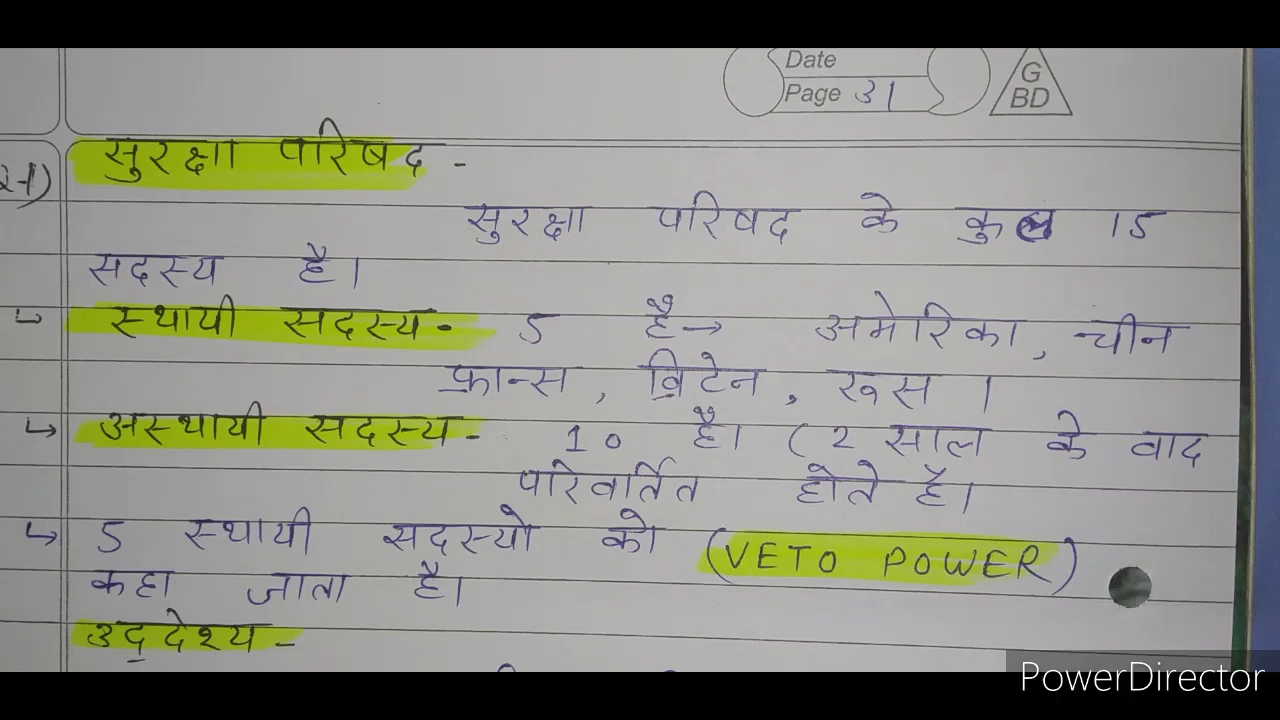 Date
Page 31
G
BD
सुरक्षा परिषद -
सुरक्षा परिषद के कुल 15
सदस्य है।
↳ स्थायी सदस्य - 5 है → अमेरिका, चीन
फ्रान्स, ब्रिटेन, रूस ।
↳ अस्थायी सदस्य - 10 है। (2 साल के वाद
परिवर्तित होते है।
↳ 5 स्थायी सदस्यो को (VETO POWER)
कहा जाता है।
उद्देश्य -
PowerDirector